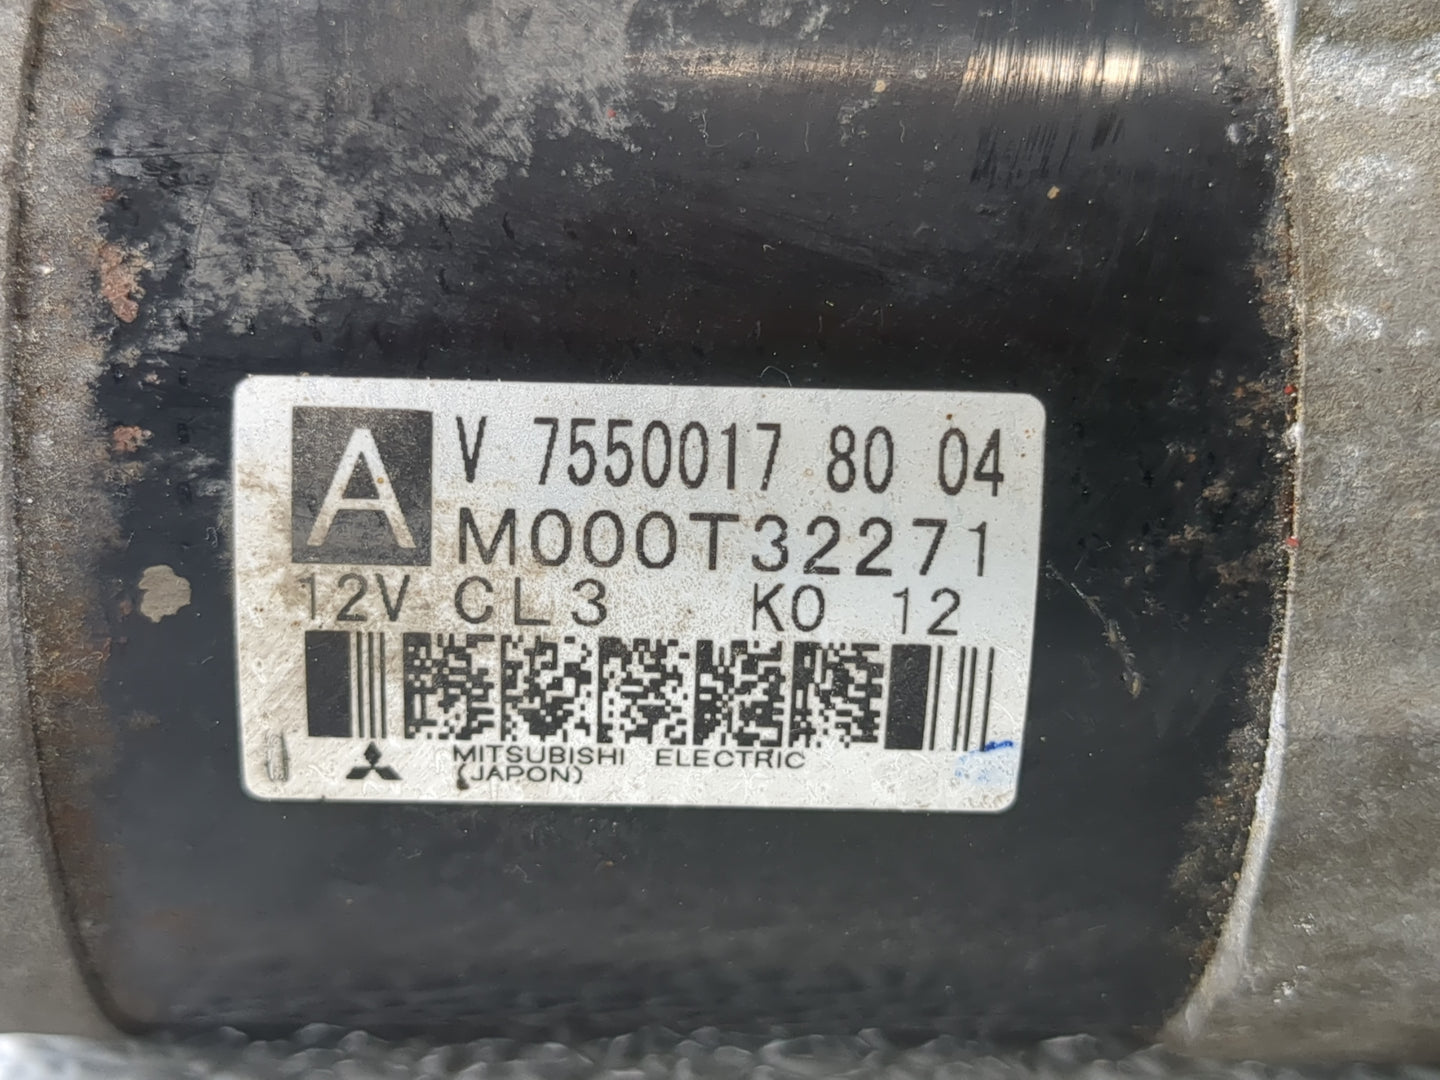 A V 7550017 80 04
M000T32271
12V CL3 K0 12
MITSUBISHI ELECTRIC
(JAPON)